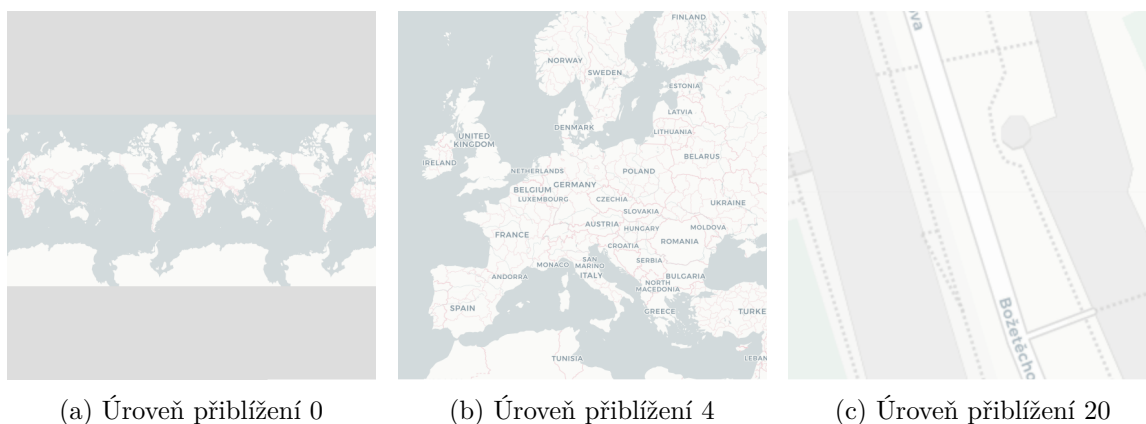 FINLAND
NORWAY
SWEDEN
ESTONIA
LATVIA
DENMARK
LITHUANIA
UNITED
KINGDOM
IRELAND
BELARUS
NETHERLANDS
POLAND
BELGIUM
GERMANY
LUXEMBOURG
CZECHIA
UKRAINE
SLOVAKIA
AUSTRIA
HUNGARY
MOLDOVA
FRANCE
ROMANIA
CROATIA
MONACO
SAN
MARINO
SERBIA
ANDORRA
ITALY
BULGARIA
NORTH
MACEDONIA
SPAIN
GREECE
TURKE
TUNISIA
LEBAN
va
Božetěcho
(a) Úroveň přiblížení 0
(b) Úroveň přiblížení 4
(c) Úroveň přiblížení 20